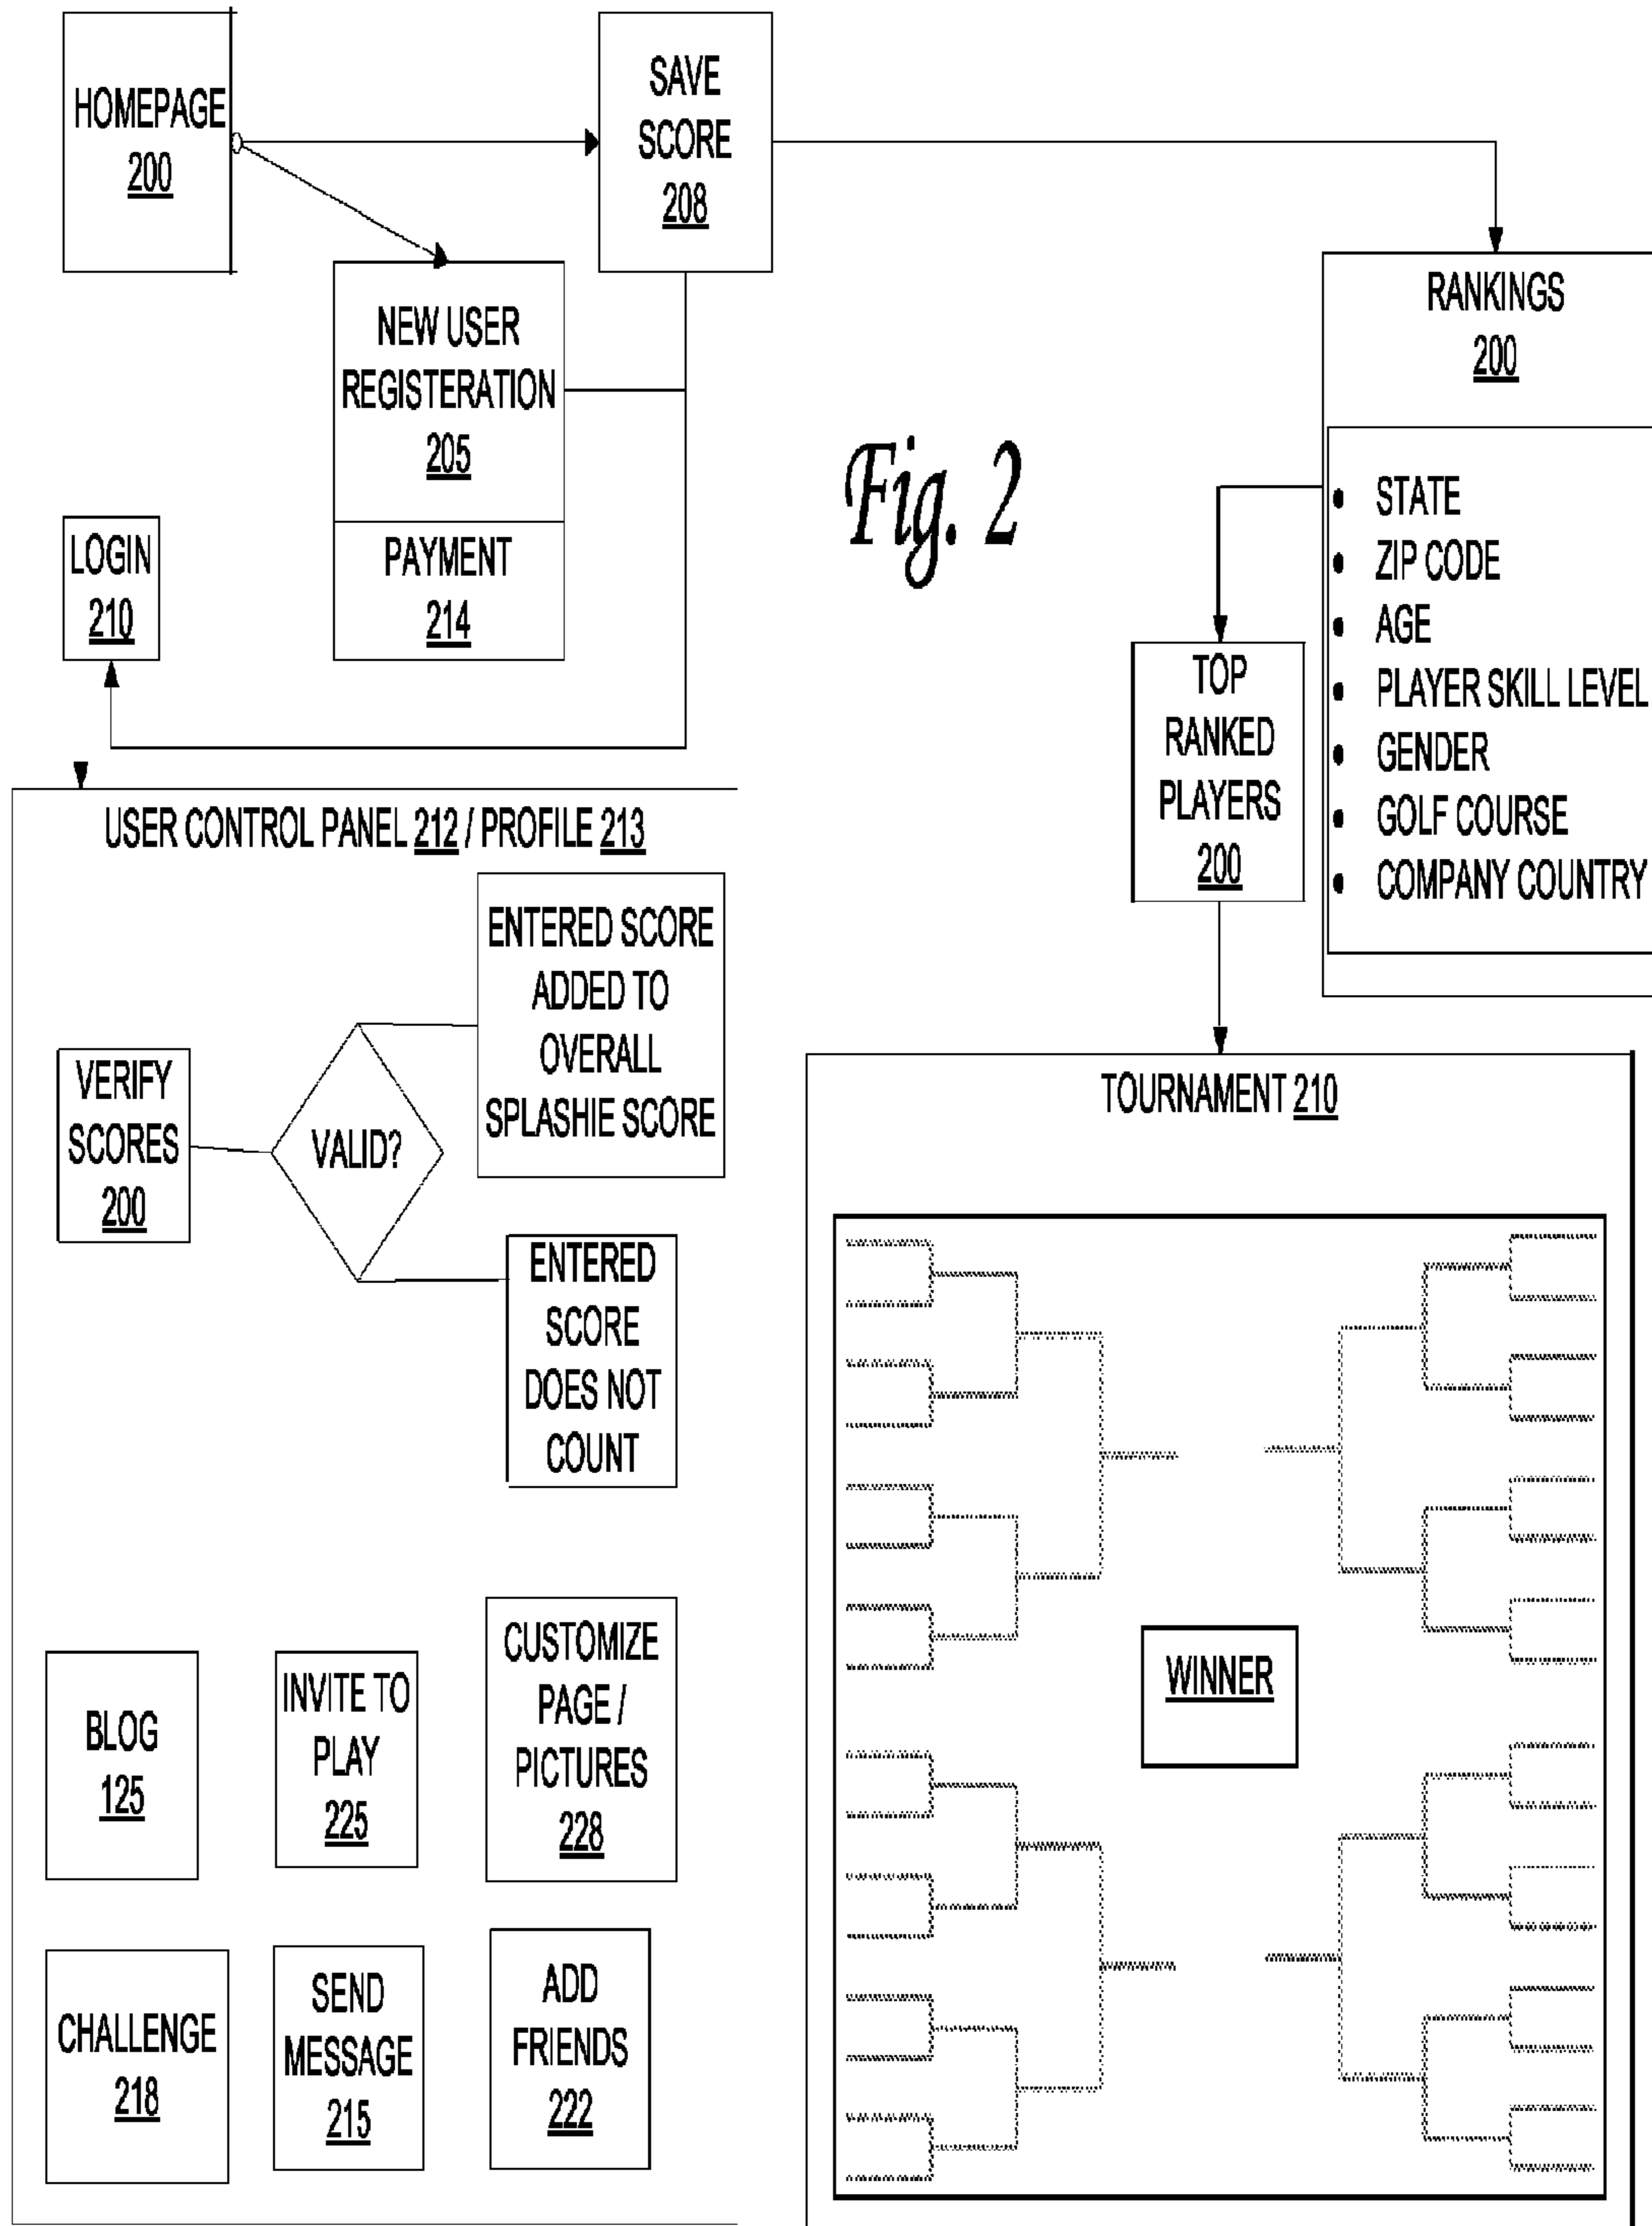 HOMEPAGE
200
SAVE
SCORE
208
NEW USER
REGISTERATION
205
PAYMENT
214
LOGIN
210
Fig. 2
RANKINGS
200
• STATE
• ZIP CODE
• AGE
• PLAYER SKILL LEVEL
• GENDER
• GOLF COURSE
• COMPANY COUNTRY
TOP
RANKED
PLAYERS
200
USER CONTROL PANEL 212 / PROFILE 213
VERIFY
SCORES
200
VALID?
ENTERED SCORE
ADDED TO
OVERALL
SPLASHIE SCORE
ENTERED
SCORE
DOES NOT
COUNT
BLOG
125
INVITE TO
PLAY
225
CUSTOMIZE
PAGE /
PICTURES
228
CHALLENGE
218
SEND
MESSAGE
215
ADD
FRIENDS
222
TOURNAMENT 210
WINNER